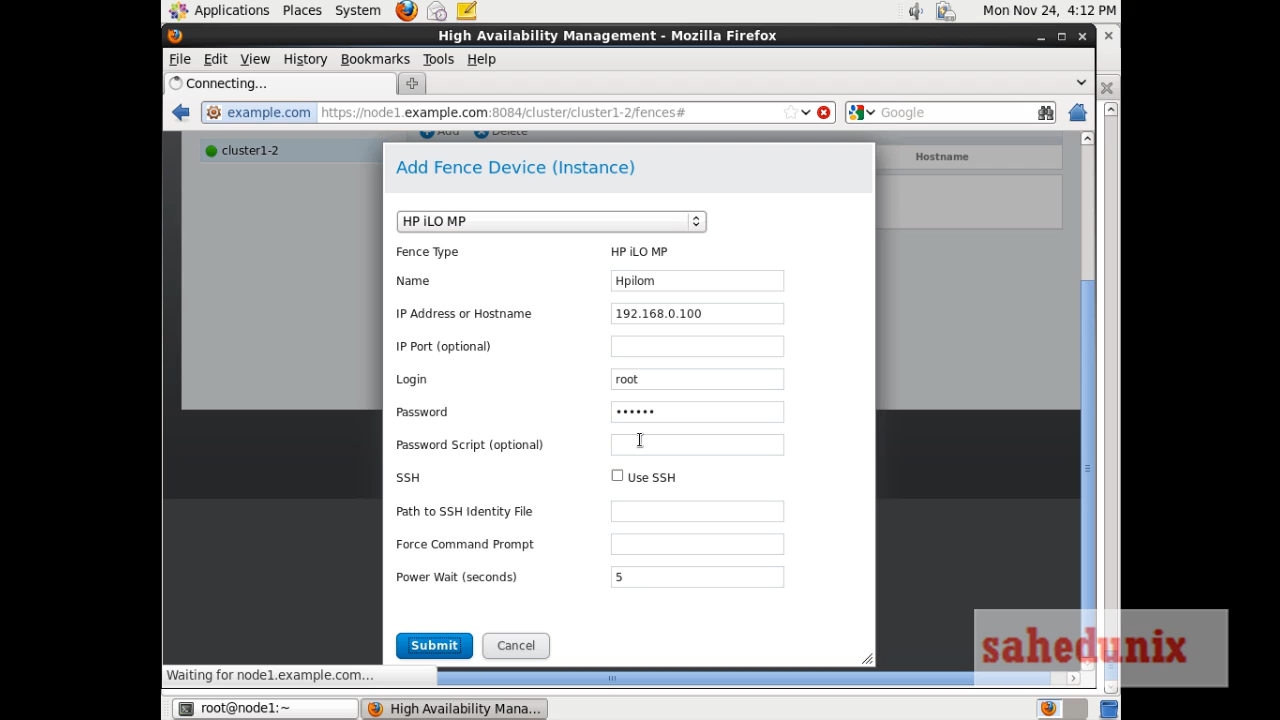 Applications Places System Mon Nov 24, 4:12 PM
High Availability Management - Mozilla Firefox
File Edit View History Bookmarks Tools Help
Connecting...
example.com https://node1.example.com:8084/cluster/cluster1-2/fences# Google
Add Delete
cluster1-2
Hostname
Add Fence Device (Instance)
HP iLO MP
Fence Type HP iLO MP
Name Hpilom
IP Address or Hostname 192.168.0.100
IP Port (optional)
Login root
Password ••••••
Password Script (optional)
SSH Use SSH
Path to SSH Identity File
Force Command Prompt
Power Wait (seconds) 5
Submit Cancel
sahedunix
Waiting for node1.example.com...
root@node1:~ High Availability Mana...